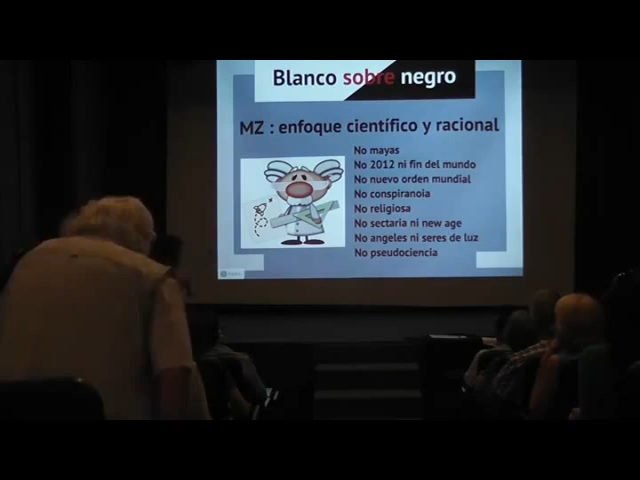 Blanco sobre negro
MZ : enfoque científico y racional
No mayas
No 2012 ni fin del mundo
No nuevo orden mundial
No conspiranoia
No religiosa
No sectaria ni new age
No angeles ni seres de luz
No pseudociencia